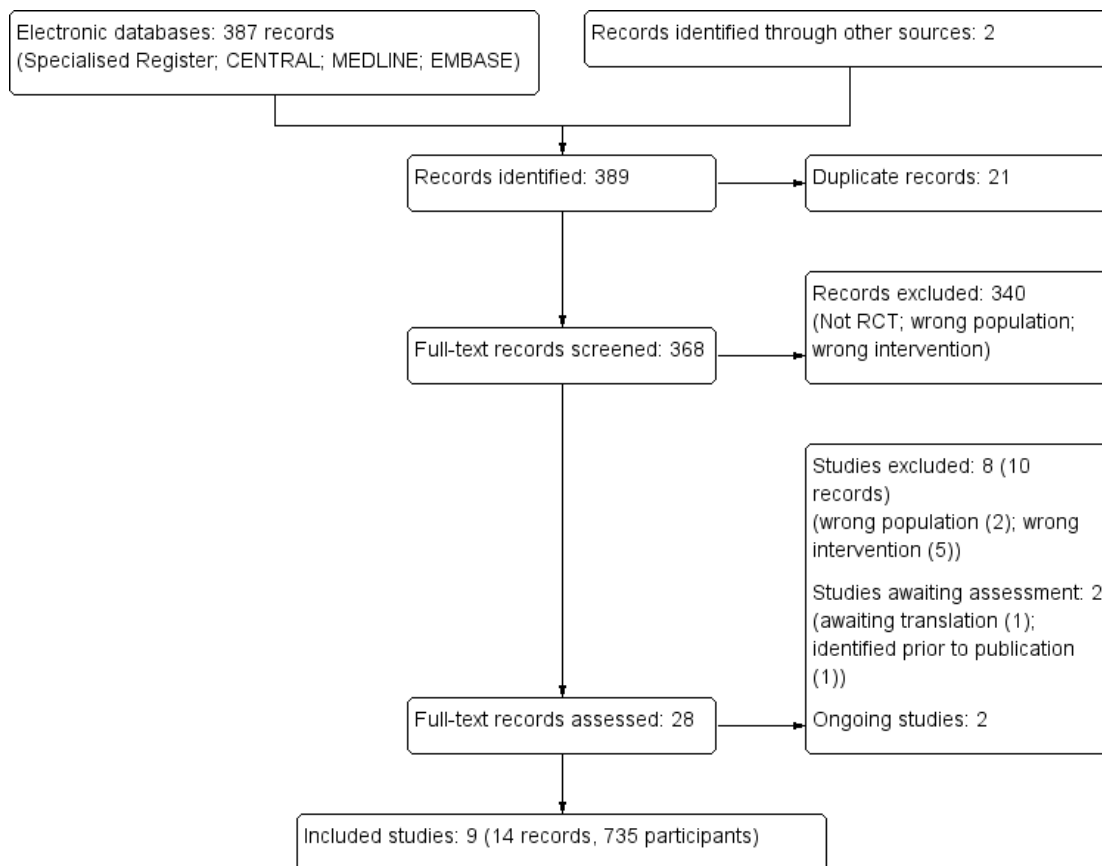 Electronic databases: 387 records
(Specialised Register; CENTRAL; MEDLINE; EMBASE)
Records identified through other sources: 2
Records identified: 389
Duplicate records: 21
Records excluded: 340
(Not RCT; wrong population;
wrong intervention)
Full-text records screened: 368
Studies excluded: 8 (10
records)
(wrong population (2); wrong
intervention (5))
Studies awaiting assessment: 2
(awaiting translation (1);
identified prior to publication
(1))
Ongoing studies: 2
Full-text records assessed: 28
Included studies: 9 (14 records, 735 participants)